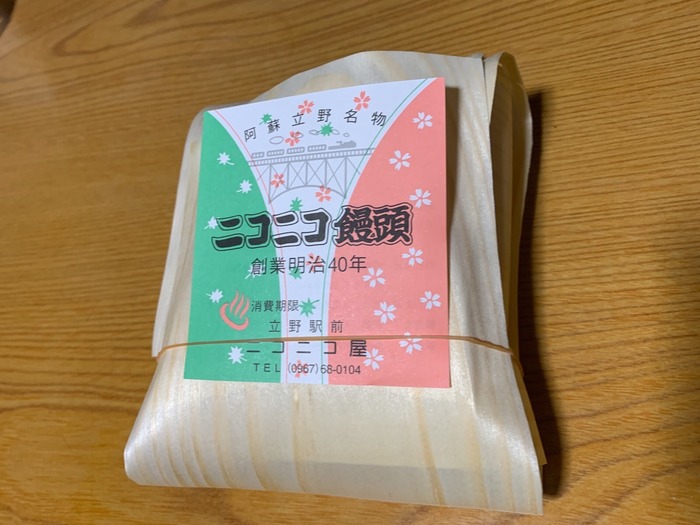 阿蘇立野名物
ニコニコ饅頭
創業明治40年
消費期限
立野駅前
ニコニコ屋
TEL (0967)68-0104